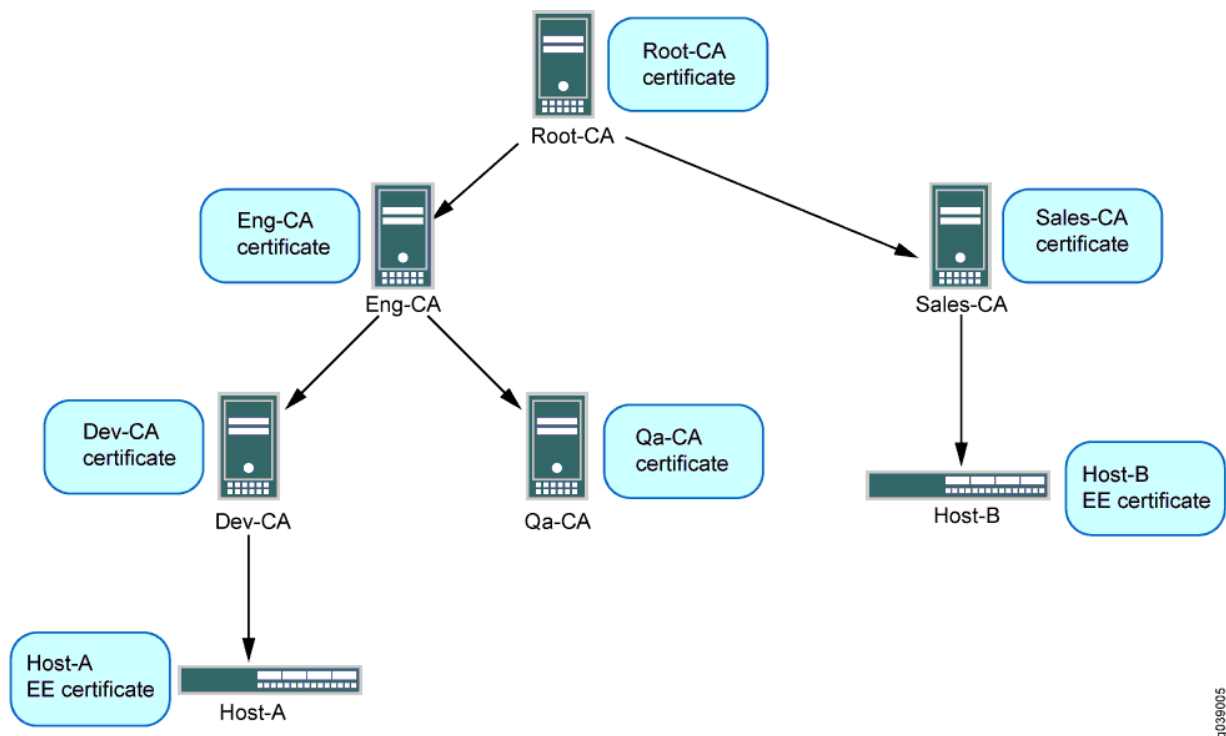 Root-CA
certificate
Root-CA
Eng-CA
certificate
Eng-CA
Sales-CA
certificate
Sales-CA
Dev-CA
certificate
Dev-CA
Qa-CA
certificate
Qa-CA
Host-B
EE certificate
Host-B
Host-A
EE certificate
Host-A
g039005